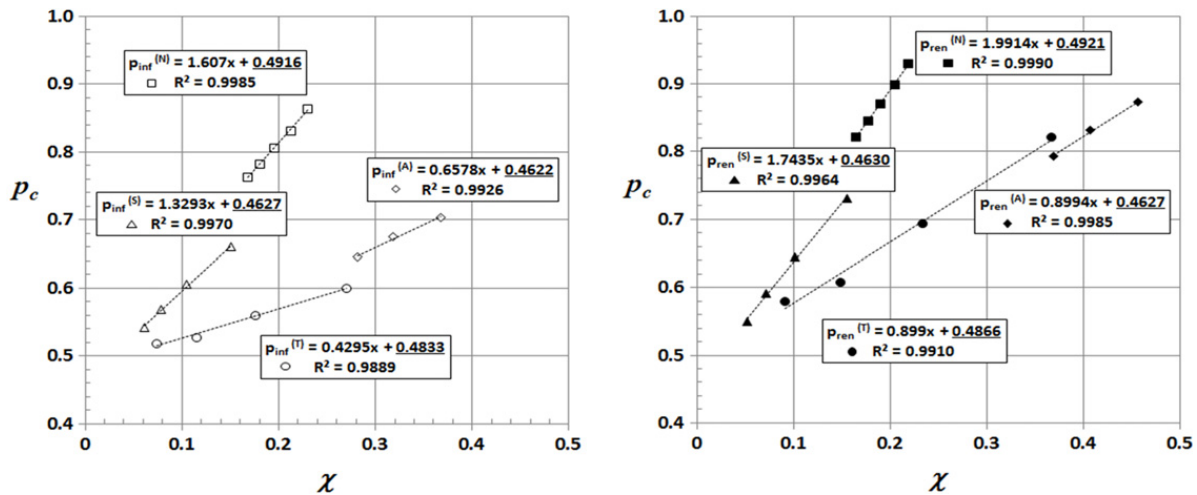 1.0
0.9
0.8
0.7
0.6
0.5
0.4
p_c
0
0.1
0.2
0.3
0.4
0.5
χ
p_inf^(N) = 1.607x + 0.4916
R² = 0.9985
p_inf^(A) = 0.6578x + 0.4622
R² = 0.9926
p_inf^(S) = 1.3293x + 0.4627
R² = 0.9970
p_inf^(T) = 0.4295x + 0.4833
R² = 0.9889
1.0
0.9
0.8
0.7
0.6
0.5
0.4
p_c
0
0.1
0.2
0.3
0.4
0.5
χ
p_ren^(N) = 1.9914x + 0.4921
R² = 0.9990
p_ren^(S) = 1.7435x + 0.4630
R² = 0.9964
p_ren^(A) = 0.8994x + 0.4627
R² = 0.9985
p_ren^(T) = 0.899x + 0.4866
R² = 0.9910